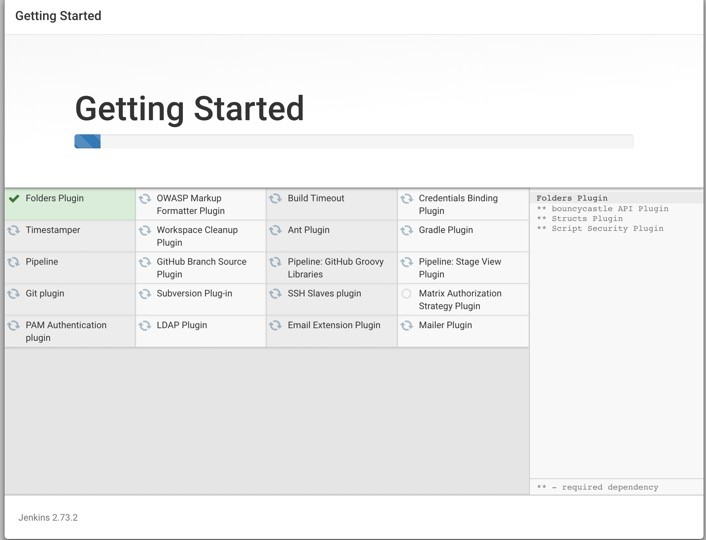 Getting Started
Getting Started
Folders Plugin
OWASP Markup
Formatter Plugin
Build Timeout
Credentials Binding
Plugin
Timestamper
Workspace Cleanup
Plugin
Ant Plugin
Gradle Plugin
Pipeline
GitHub Branch Source
Plugin
Pipeline: GitHub Groovy
Libraries
Pipeline: Stage View
Plugin
Git plugin
Subversion Plug-in
SSH Slaves plugin
Matrix Authorization
Strategy Plugin
PAM Authentication
plugin
LDAP Plugin
Email Extension Plugin
Mailer Plugin
Folders Plugin
** bouncycastle API Plugin
** Structs Plugin
** Script Security Plugin
** - required dependency
Jenkins 2.73.2